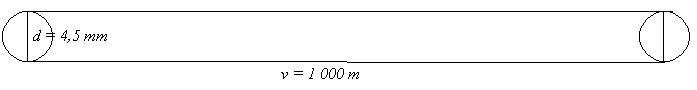 d = 4,5 mm
v = 1 000 m